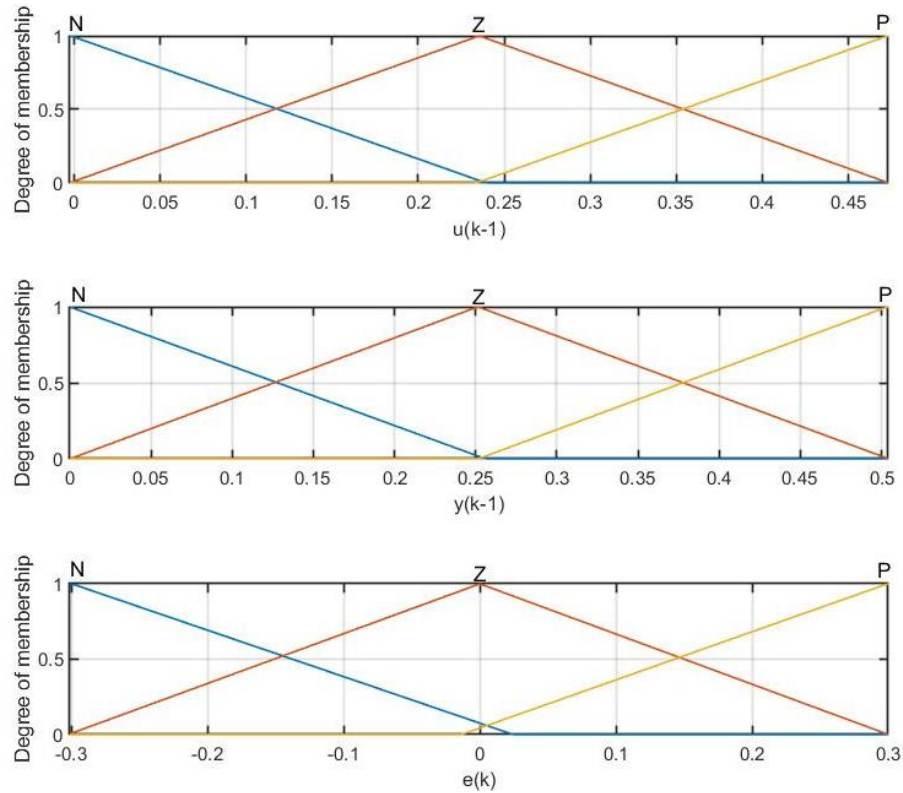 N Z P
Degree of membership
1
0.5
0
0 0.05 0.1 0.15 0.2 0.25 0.3 0.35 0.4 0.45
u(k-1)
N Z P
Degree of membership
1
0.5
0
0 0.05 0.1 0.15 0.2 0.25 0.3 0.35 0.4 0.45 0.5
y(k-1)
N Z P
Degree of membership
1
0.5
0
-0.3 -0.2 -0.1 0 0.1 0.2 0.3
e(k)